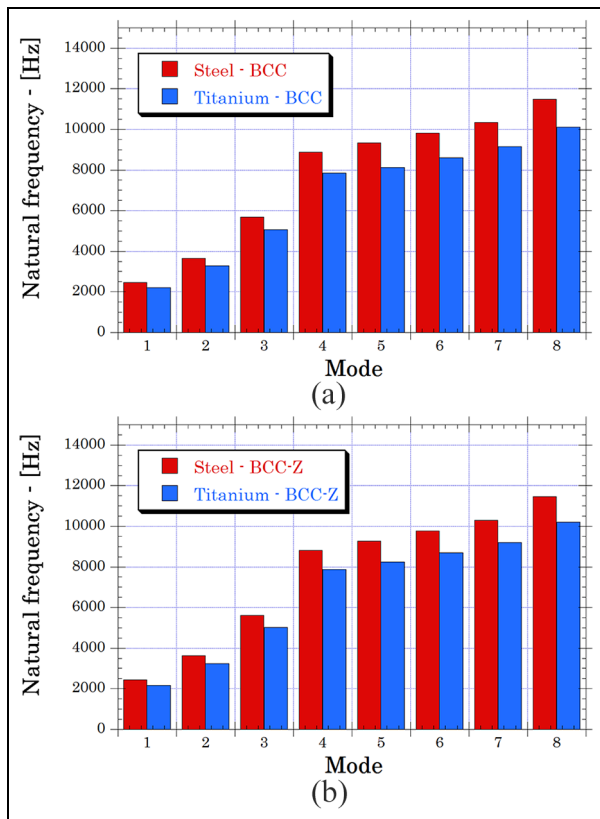 14000
12000
10000
8000
6000
4000
2000
0
Natural frequency - [Hz]
Steel - BCC
Titanium - BCC
1 2 3 4 5 6 7 8
Mode
(a)
14000
12000
10000
8000
6000
4000
2000
0
Natural frequency - [Hz]
Steel - BCC-Z
Titanium - BCC-Z
1 2 3 4 5 6 7 8
Mode
(b)